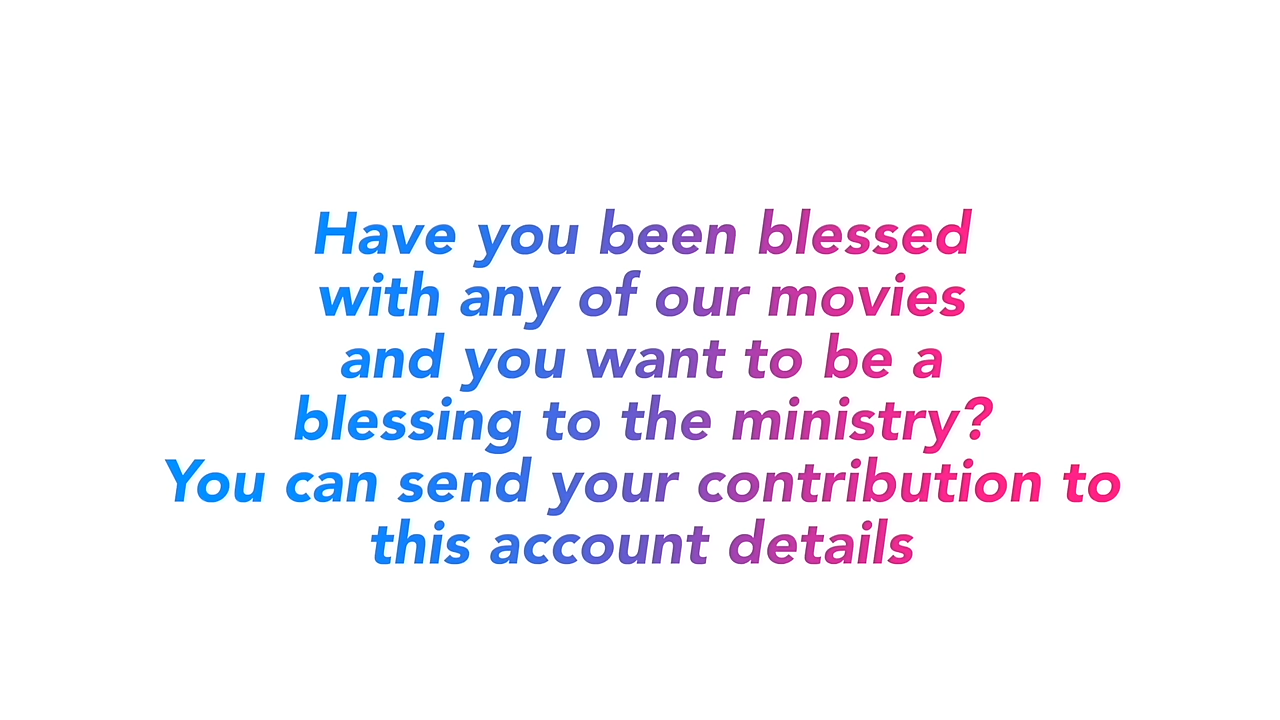 Have you been blessed
with any of our movies
and you want to be a
blessing to the ministry?
You can send your contribution to
this account details